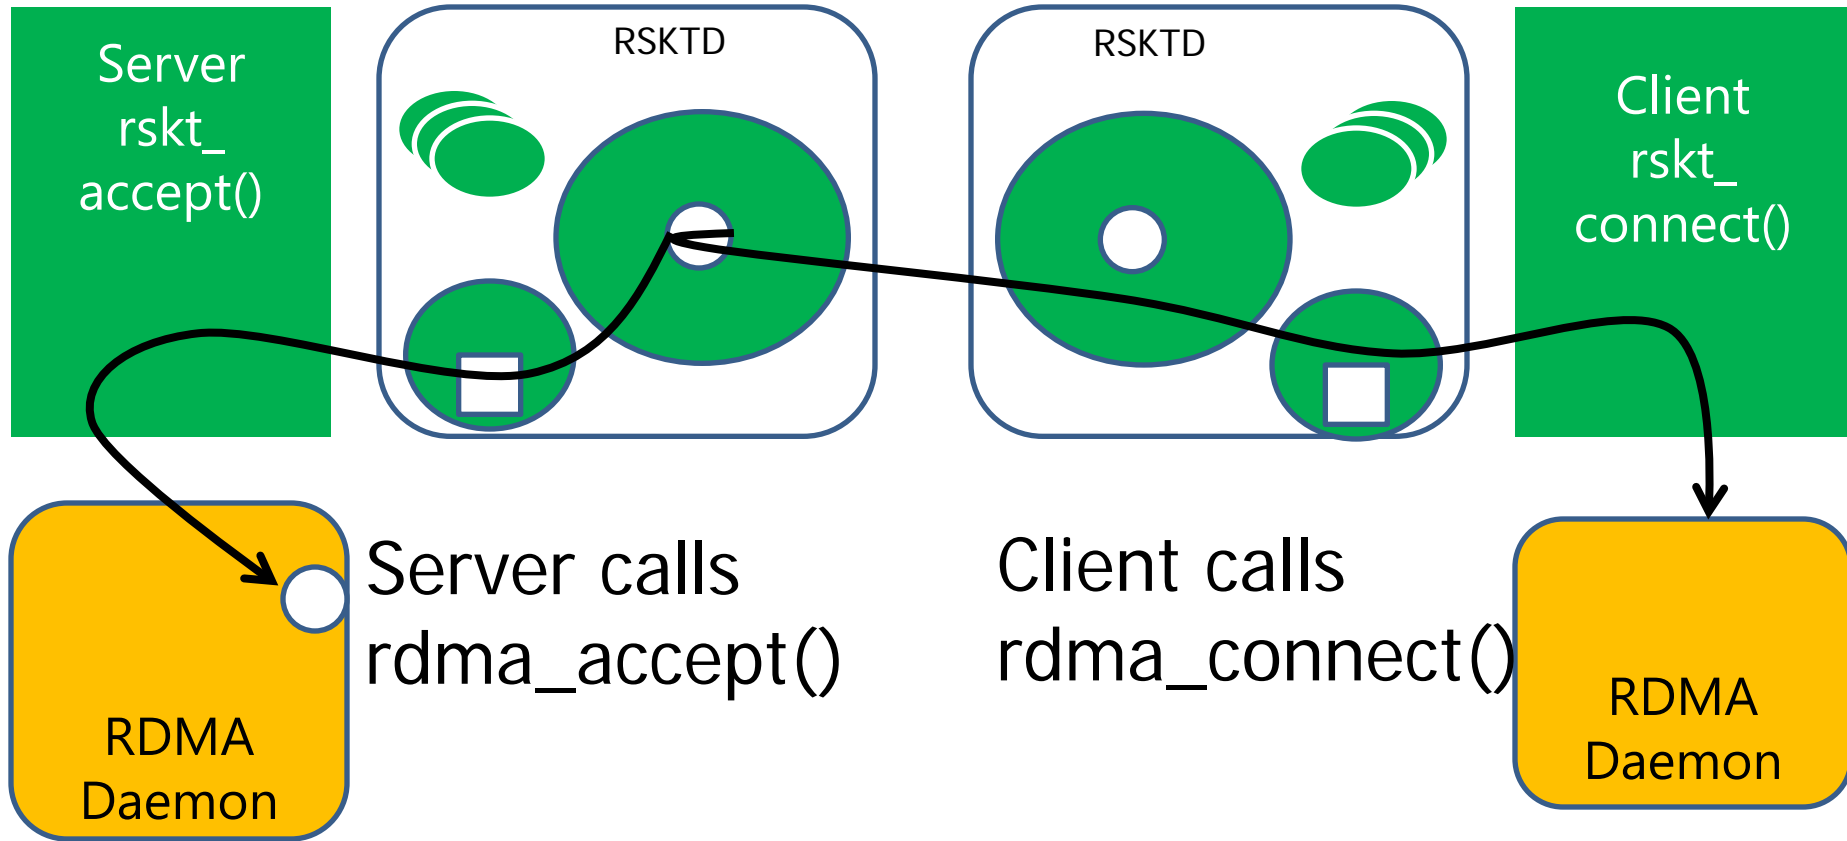 Server
rskt_
accept()
RSKTD
RSKTD
Client
rskt_
connect()
Server calls
rdma_accept()
Client calls
rdma_connect()
RDMA
Daemon
RDMA
Daemon